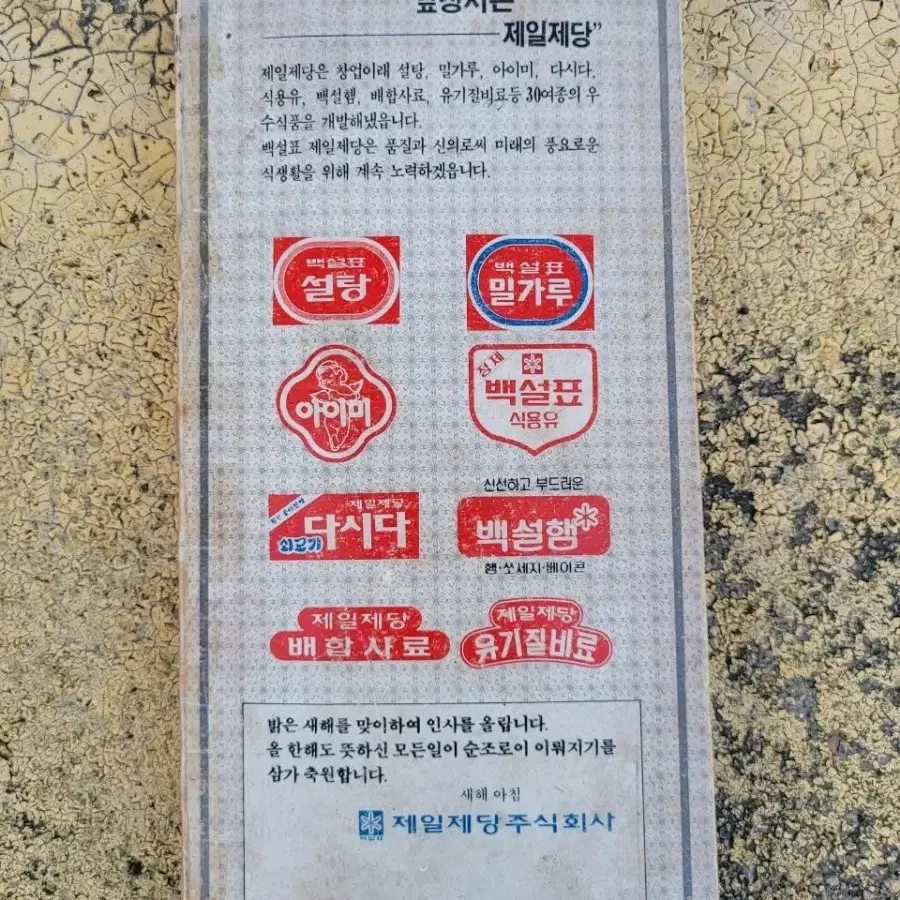 제일제당”
제일제당은 창업이래 설탕, 밀가루, 아이미, 다시다,
식용유, 백설햄, 배합사료, 유기질비료등 30여종의 우
수식품을 개발해냈읍니다.
백설표 제일제당은 품질과 신의로써 미래의 풍요로운
식생활을 위해 계속 노력하겠읍니다.
백설표
설탕
백설표
밀가루
아이미
정제
백설표
식용유
제일제당
다시다
쇠고기
신선하고 부드러운
백설햄
햄·쏘세지·베이콘
제일제당
배합사료
제일제당
유기질비료
밝은 새해를 맞이하여 인사를 올립니다.
올 한해도 뜻하신 모든일이 순조로이 이뤄지기를
삼가 축원합니다.
새해 아침
백설표
제일제당주식회사